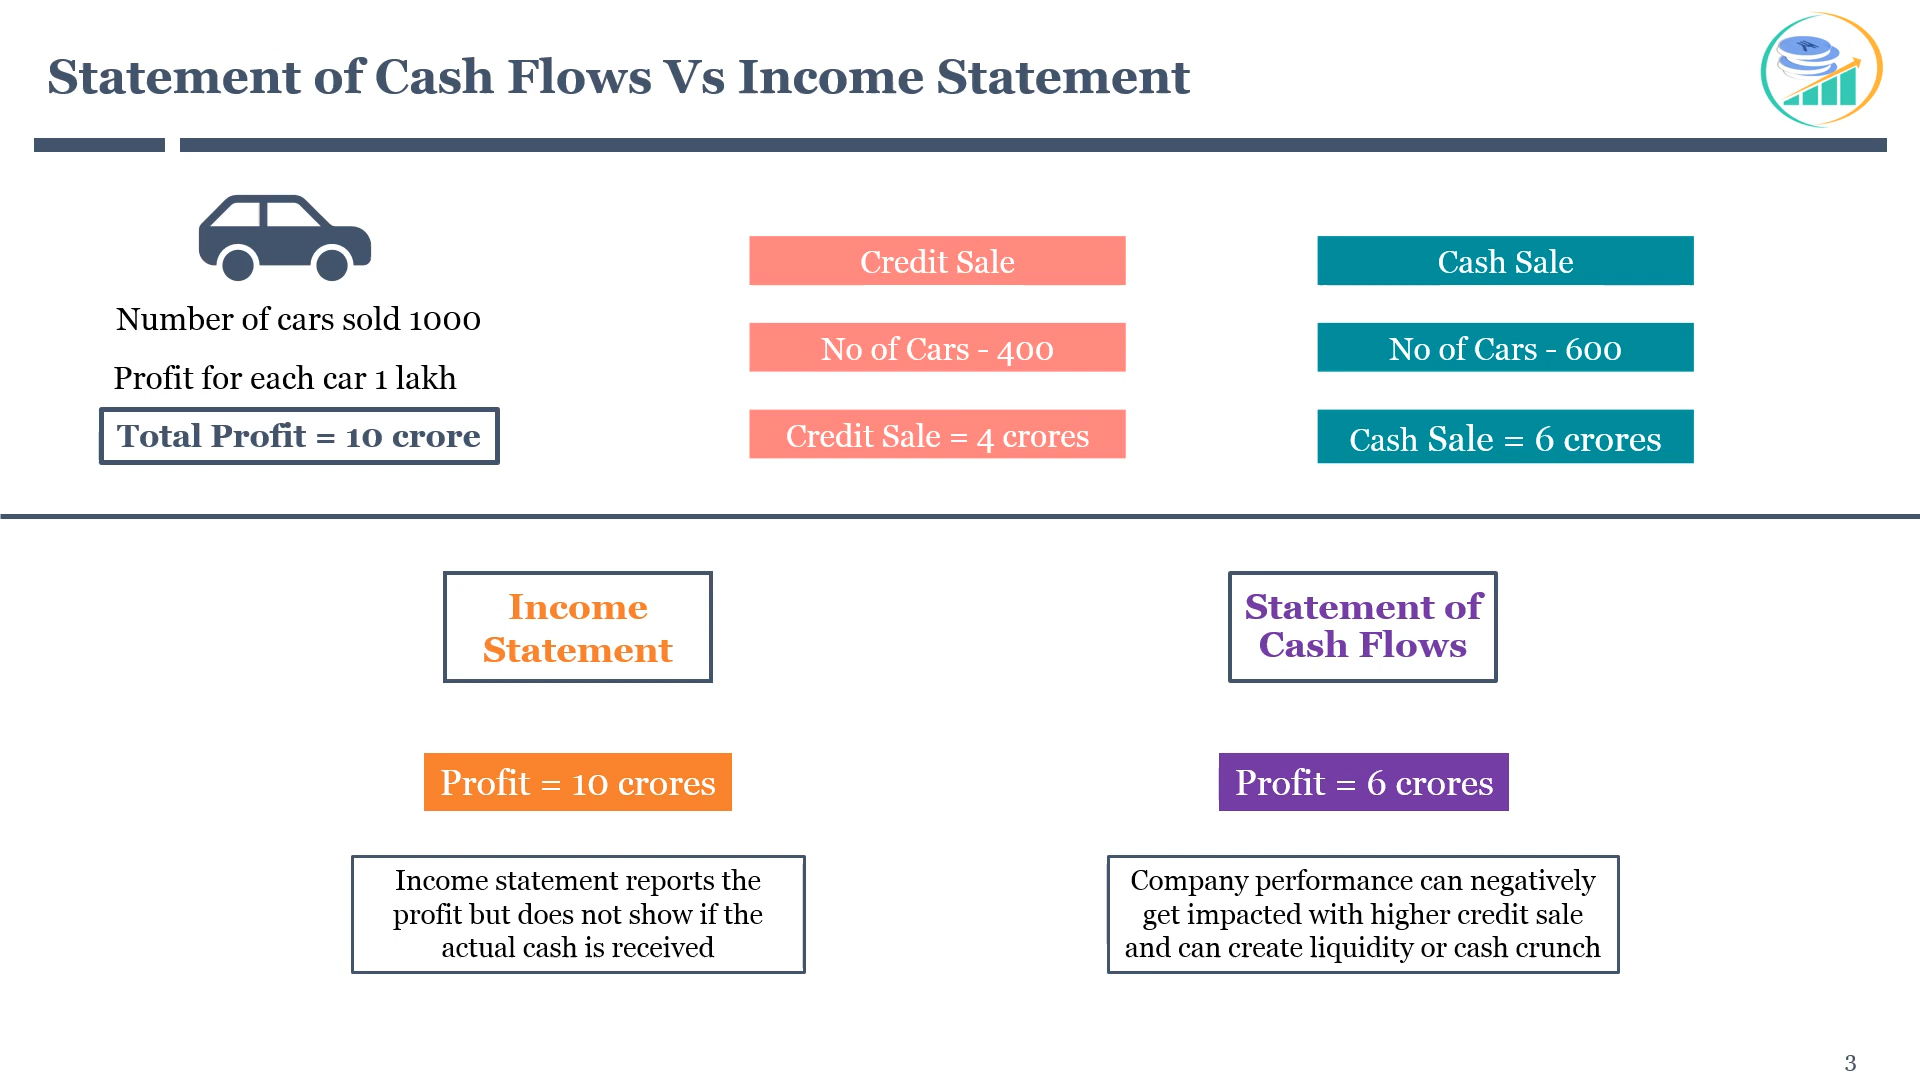 Statement of Cash Flows Vs Income Statement
Number of cars sold 1000
Profit for each car 1 lakh
Total Profit = 10 crore
Credit Sale
No of Cars - 400
Credit Sale = 4 crores
Cash Sale
No of Cars - 600
Cash Sale = 6 crores
Income
Statement
Profit = 10 crores
Income statement reports the
profit but does not show if the
actual cash is received
Statement of
Cash Flows
Profit = 6 crores
Company performance can negatively
get impacted with higher credit sale
and can create liquidity or cash crunch
3